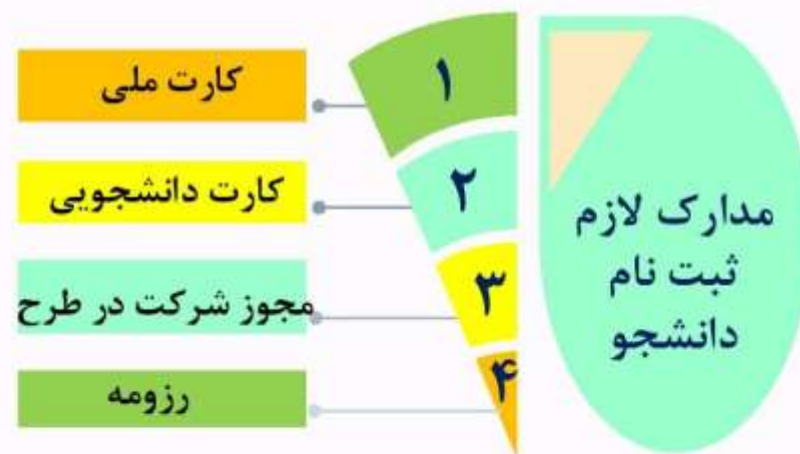 مدارک لازم
ثبت نام
دانشجو
۱
کارت ملی
۲
کارت دانشجویی
۳
مجوز شرکت در طرح
۴
رزومه